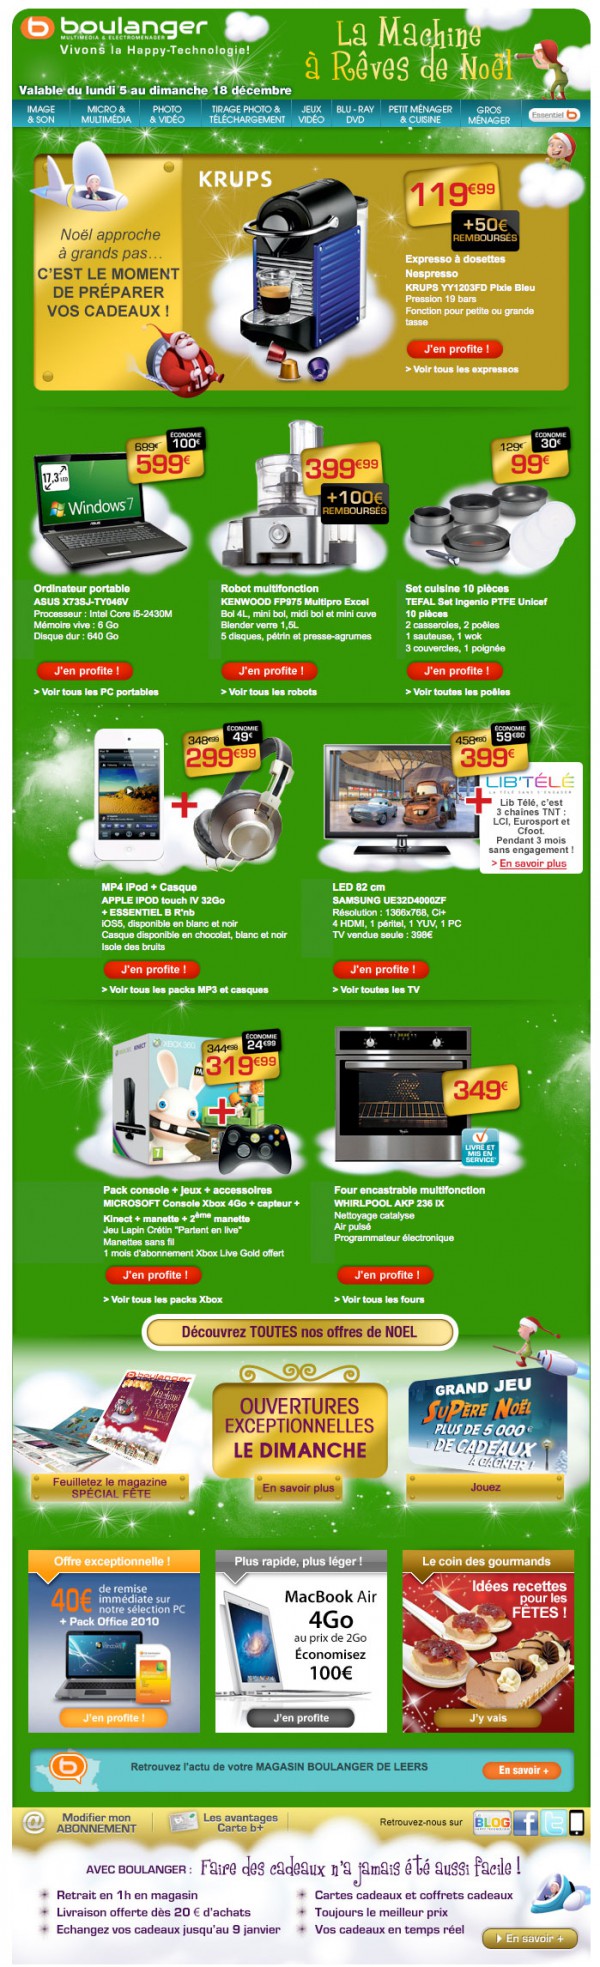 boulanger
MULTIMEDIA & ELECTROMENAGER
Vivons la Happy-Technologie!
La Machine
à Rêves de Noël
Valable du lundi 5 au dimanche 18 décembre
IMAGE
& SON
MICRO &
MULTIMÉDIA
PHOTO
& VIDÉO
TIRAGE PHOTO &
TÉLÉCHARGEMENT
JEUX
VIDÉO
BLU - RAY
DVD
PETIT MÉNAGER
& CUISINE
GROS
MÉNAGER
Essentiel b
Noël approche
à grands pas...
C'EST LE MOMENT
DE PRÉPARER
VOS CADEAUX !
KRUPS
119€99
+50€
REMBOURSÉS
Expresso à dosettes
Nespresso
KRUPS YY1203FD Pixie Bleu
Pression 19 bars
Fonction pour petite ou grande
tasse
J'en profite !
> Voir tous les expressos
17,3" LED
Windows 7
699€
ÉCONOMIE
100€
599€
Ordinateur portable
ASUS X73SJ-TY046V
Processeur : Intel Core i5-2430M
Mémoire vive : 6 Go
Disque dur : 640 Go
J'en profite !
> Voir tous les PC portables
399€99
+100€
REMBOURSÉS
Robot multifonction
KENWOOD FP975 Multipro Excel
Bol 4L, mini bol, midi bol et mini cuve
Blender verre 1,5L
5 disques, pétrin et presse-agrumes
J'en profite !
> Voir tous les robots
129€
ÉCONOMIE
30€
99€
Set cuisine 10 pièces
TEFAL Set Ingenio PTFE Unicef
10 pièces
2 casseroles, 2 poêles
1 sauteuse, 1 wok
3 couvercles, 1 poignée
J'en profite !
> Voir toutes les poêles
348€99
ÉCONOMIE
49€
299€99
+
MP4 iPod + Casque
APPLE IPOD touch IV 32Go
+ ESSENTIEL B R'nb
iOS5, disponible en blanc et noir
Casque disponible en chocolat, blanc et noir
Isole des bruits
J'en profite !
> Voir tous les packs MP3 et casques
458€80
ÉCONOMIE
59€80
399€
+
LIB'TÉLÉ
LA TÉLÉ SANS S'ENGAGER
Lib Télé, c'est
3 chaines TNT :
LCI, Eurosport et
Cfoot.
Pendant 3 mois
sans engagement !
> En savoir plus
LED 82 cm
SAMSUNG UE32D4000ZF
Résolution : 1366x768, Ci+
4 HDMI, 1 péritel, 1 YUV, 1 PC
TV vendue seule : 398€
J'en profite !
> Voir toutes les TV
XBOX 360
KINECT
344€98
ÉCONOMIE
24€99
319€99
+
Pack console + jeux + accessoires
MICROSOFT Console Xbox 4Go + capteur +
Kinect + manette + 2ème manette
Jeu Lapin Crétin "Partent en live"
Manettes sans fil
1 mois d'abonnement Xbox Live Gold offert
J'en profite !
> Voir tous les packs Xbox
349€
LIVRÉ ET
MIS EN
SERVICE
Four encastrable multifonction
WHIRLPOOL AKP 236 IX
Nettoyage catalyse
Air pulsé
Programmateur électronique
J'en profite !
> Voir tous les fours
Découvrez TOUTES nos offres de NOEL
boulanger
La Machine
à Rêves
de Noël
Feuilletez le magazine
SPÉCIAL FÊTE
OUVERTURES
EXCEPTIONNELLES
LE DIMANCHE
En savoir plus
GRAND JEU
SuPÈRE NOËL
PLUS DE 5 000 €
DE CADEAUX
À GAGNER !
Jouez
Offre exceptionnelle !
40€
de remise
immédiate sur
notre sélection PC
+ Pack Office 2010
J'en profite !
Plus rapide, plus léger !
MacBook Air
4Go
au prix de 2Go
Économisez
100€
J'en profite
Le coin des gourmands
Idées recettes
pour les
FÊTES !
J'y vais
Retrouvez l'actu de votre MAGASIN BOULANGER DE LEERS
En savoir +
@
Modifier mon
ABONNEMENT
Les avantages
Carte b+
Retrouvez-nous sur
BLOG
AVEC BOULANGER : Faire des cadeaux n'a jamais été aussi facile !
Retrait en 1h en magasin
Livraison offerte dès 20 € d'achats
Echangez vos cadeaux jusqu'au 9 janvier
Cartes cadeaux et coffrets cadeaux
Toujours le meilleur prix
Vos cadeaux en temps réel
En savoir +